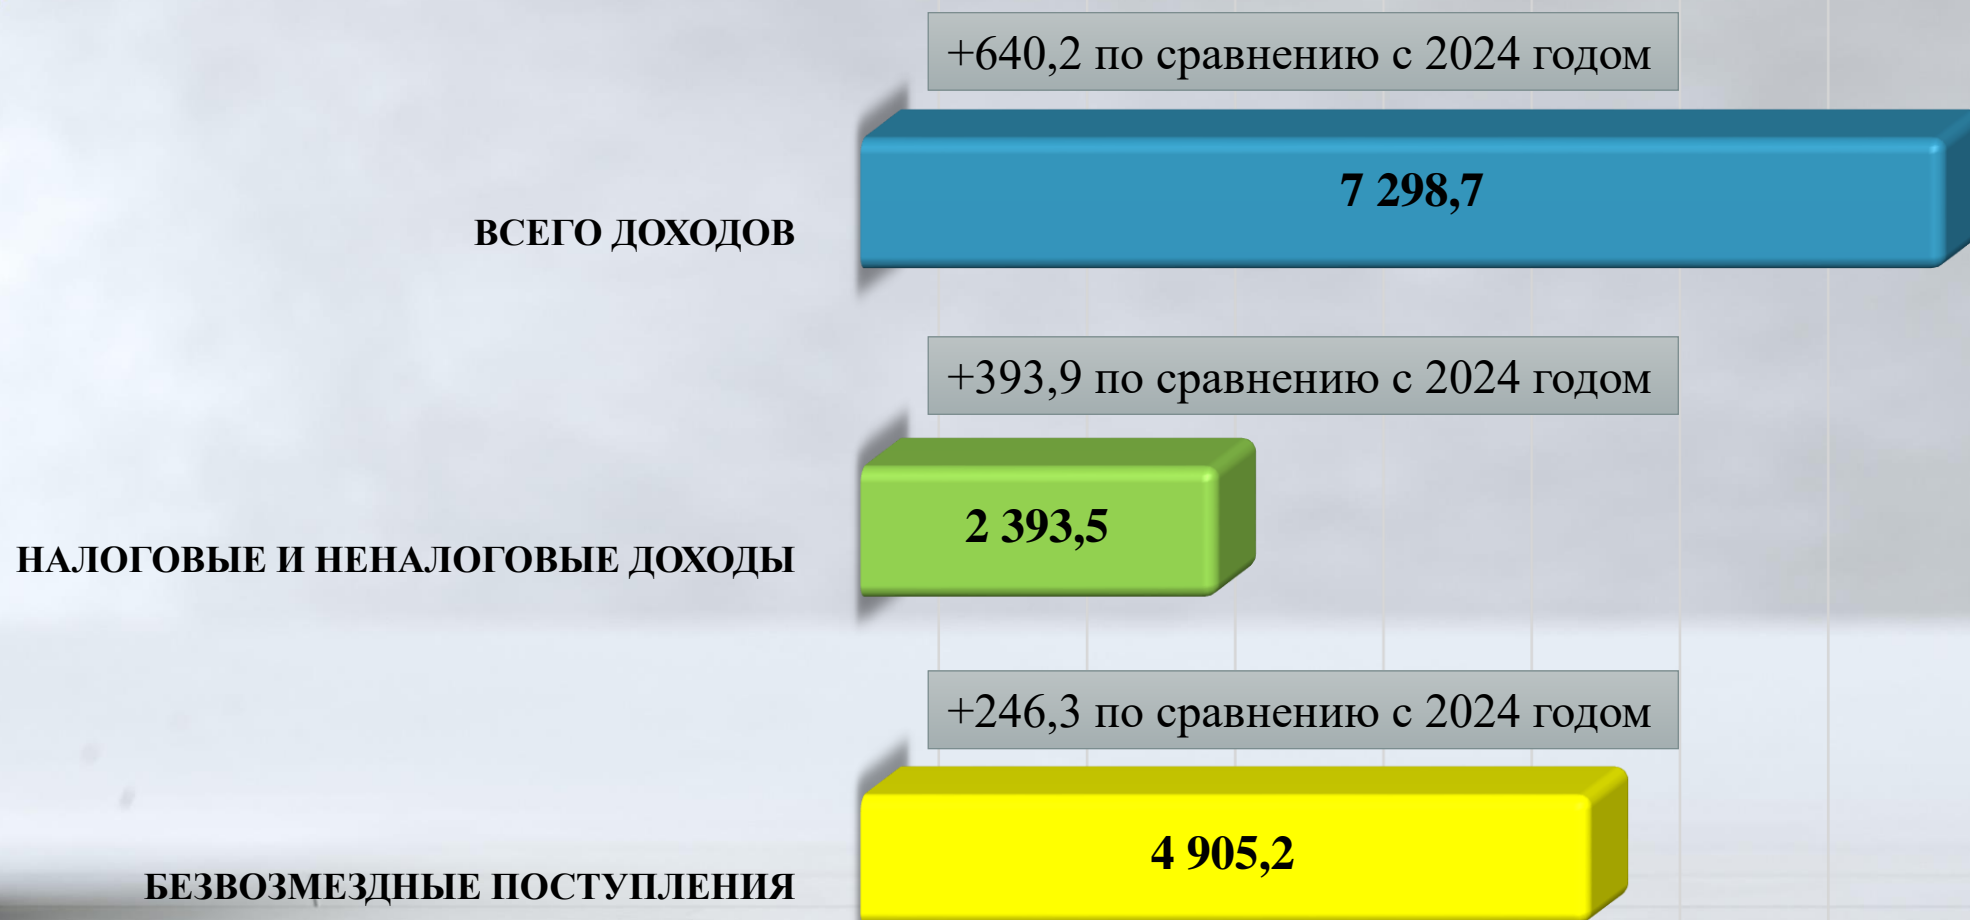 +640,2 по сравнению с 2024 годом
7 298,7
ВСЕГО ДОХОДОВ
+393,9 по сравнению с 2024 годом
2 393,5
НАЛОГОВЫЕ И НЕНАЛОГОВЫЕ ДОХОДЫ
+246,3 по сравнению с 2024 годом
4 905,2
БЕЗВОЗМЕЗДНЫЕ ПОСТУПЛЕНИЯ